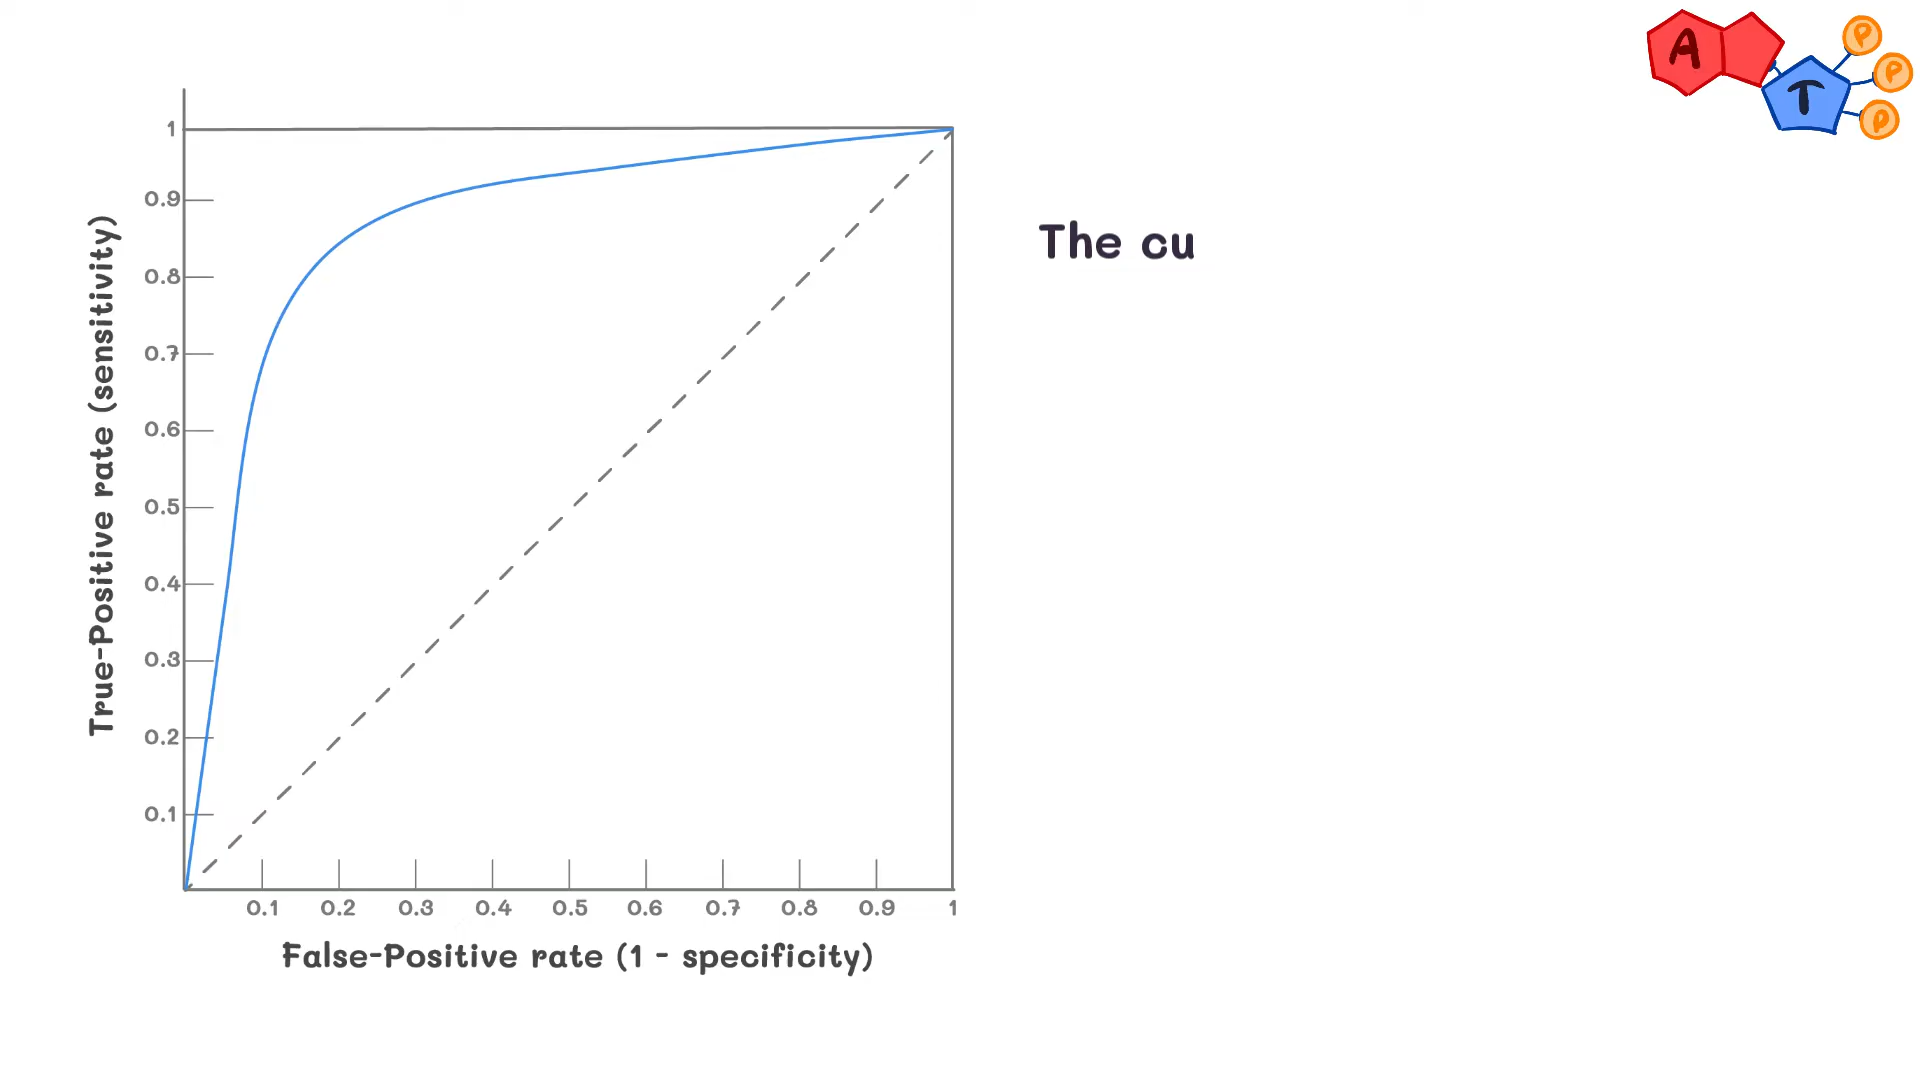 A
T
P
P
P
The cu
True-Positive rate (sensitivity)
1
0.9
0.8
0.7
0.6
0.5
0.4
0.3
0.2
0.1
0.1 0.2 0.3 0.4 0.5 0.6 0.7 0.8 0.9 1
False-Positive rate (1 - specificity)